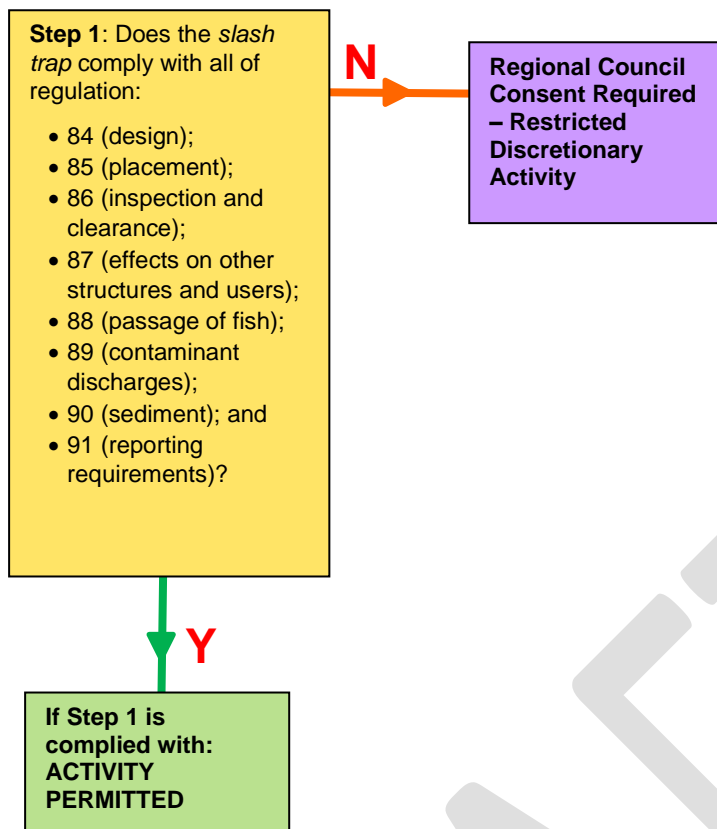 Step 1: Does the slash
trap comply with all of
regulation:
• 84 (design);
• 85 (placement);
• 86 (inspection and
clearance);
• 87 (effects on other
structures and users);
• 88 (passage of fish);
• 89 (contaminant
discharges);
• 90 (sediment); and
• 91 (reporting
requirements)?
N
Regional Council
Consent Required
– Restricted
Discretionary
Activity
Y
If Step 1 is
complied with:
ACTIVITY
PERMITTED